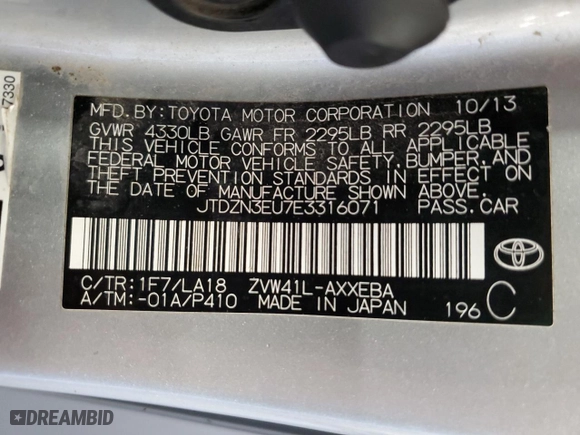 MFD. BY: TOYOTA MOTOR CORPORATION 10/13
GVWR 4330LB GAWR FR 2295LB RR 2295LB
THIS VEHICLE CONFORMS TO ALL APPLICABLE
FEDERAL MOTOR VEHICLE SAFETY, BUMPER, AND
THEFT PREVENTION STANDARDS IN EFFECT ON
THE DATE OF MANUFACTURE SHOWN ABOVE.
JTDZN3EU7E3316071 PASS. CAR
C/TR: 1F7/LA18 ZVW41L-AXXEBA
A/TM: -01A/P410 MADE IN JAPAN 196 C
7330
DREAMBID